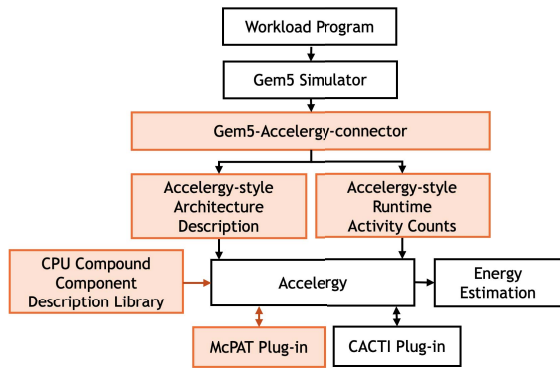 Workload Program
Gem5 Simulator
Gem5-Accelergy-connector
Accelergy-style
Architecture
Description
Accelergy-style
Runtime
Activity Counts
CPU Compound
Component
Description Library
Accelergy
Energy
Estimation
McPAT Plug-in
CACTI Plug-in